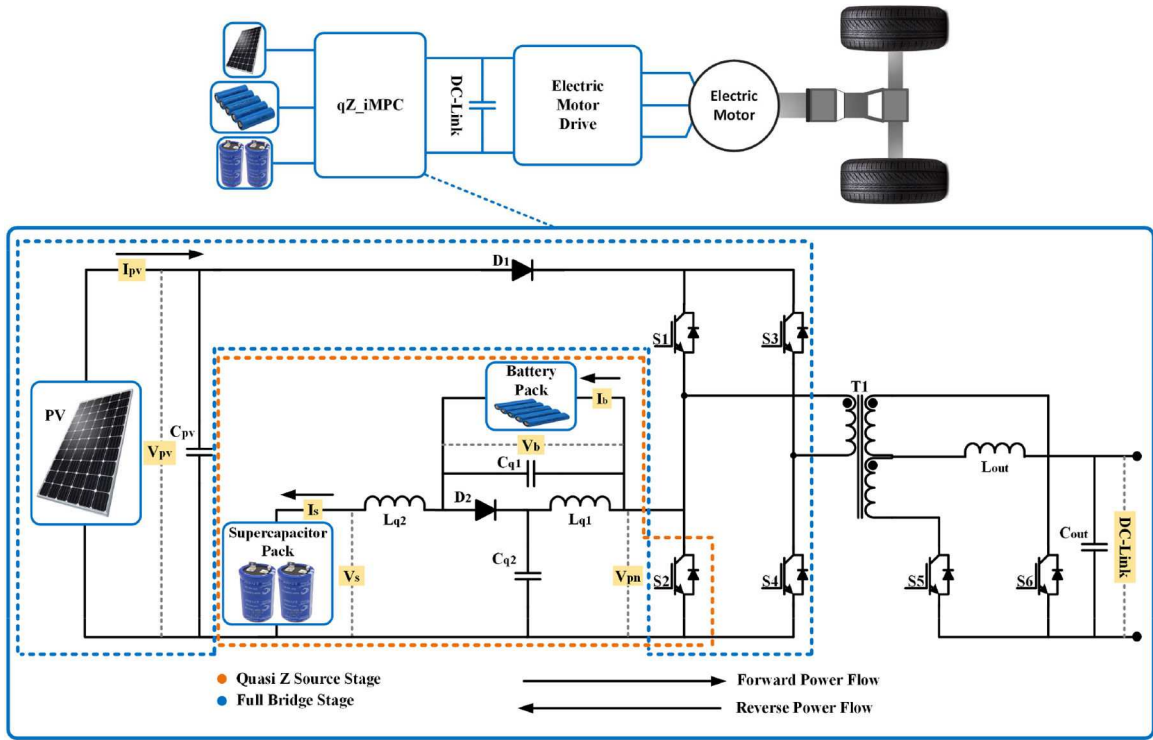 qZ_iMPC
DC-Link
Electric
Motor
Drive
Electric
Motor
Ipv
D1
S1
S3
Battery
Pack
Ib
T1
PV
Cpv
Vpv
Vb
Cq1
Lout
Is
D2
Lq2
Lq1
Supercapacitor
Pack
Cq2
Cout
DC-Link
Vs
Vpn
S2
S4
S5
S6
Quasi Z Source Stage
Forward Power Flow
Full Bridge Stage
Reverse Power Flow